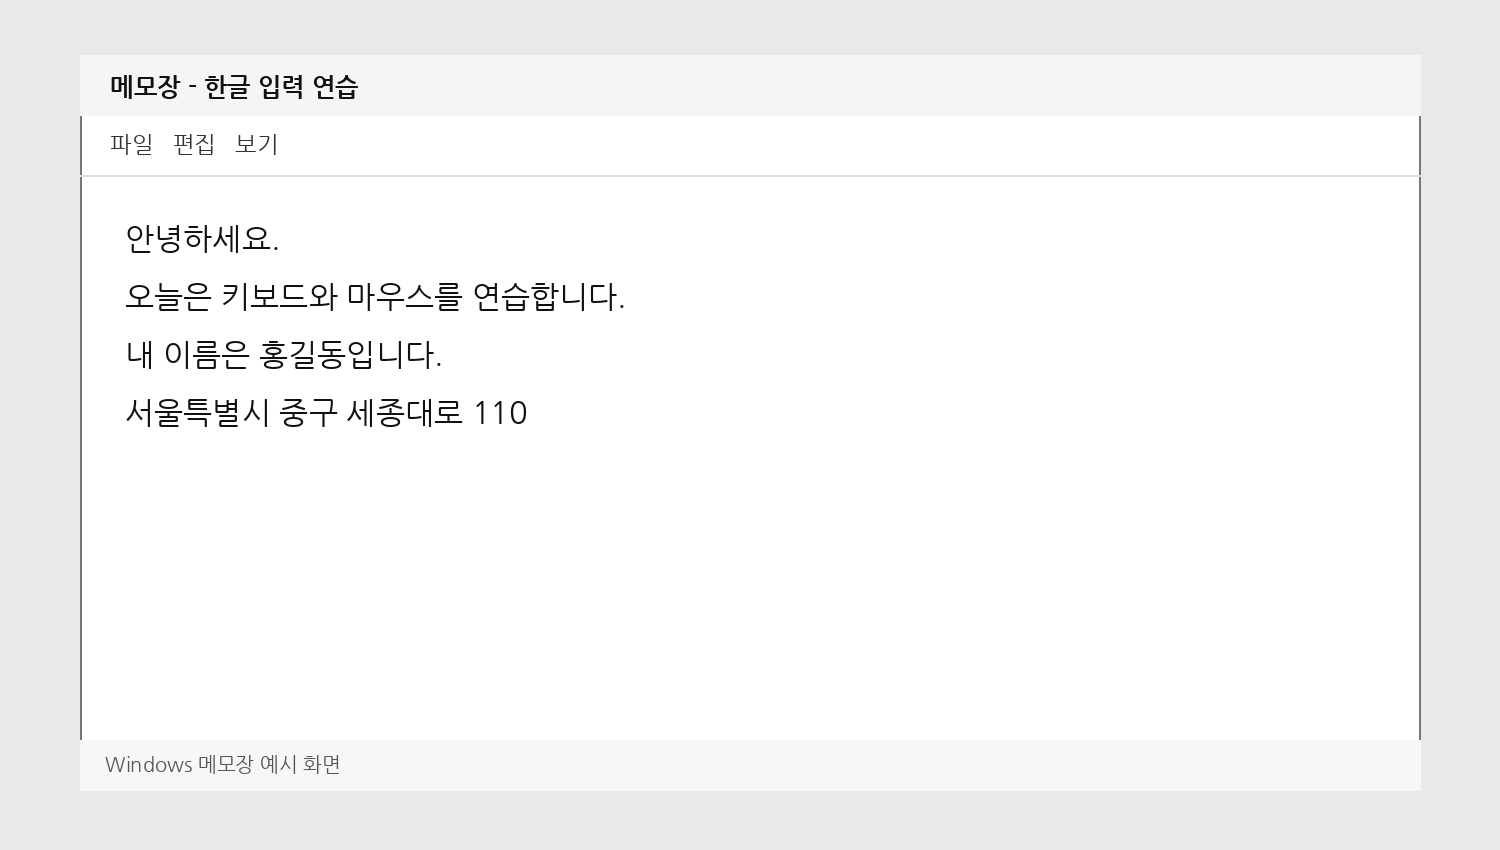 메모장 - 한글 입력 연습
파일 편집 보기
안녕하세요.
오늘은 키보드와 마우스를 연습합니다.
내 이름은 홍길동입니다.
서울특별시 중구 세종대로 110
Windows 메모장 예시 화면